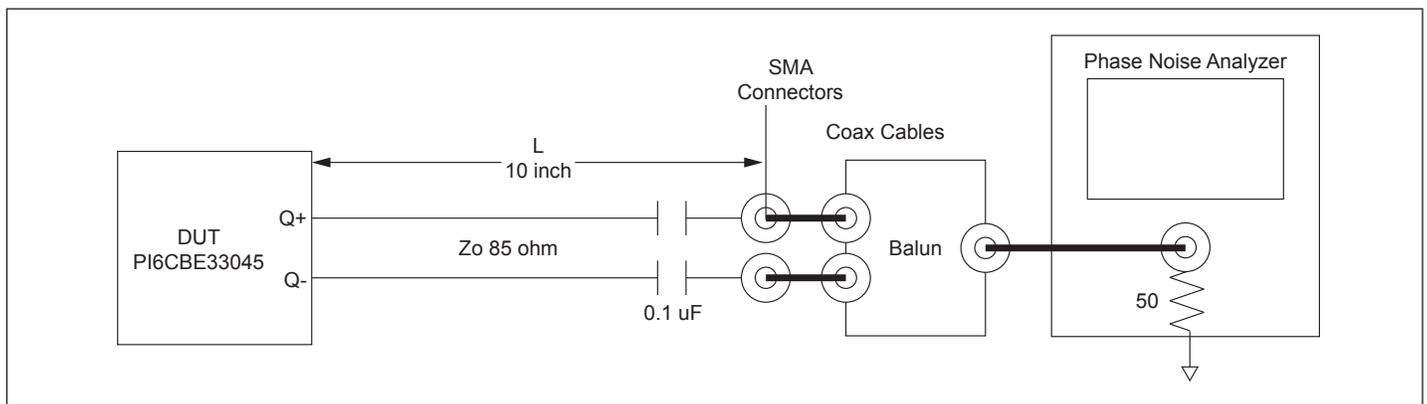 Phase Noise Analyzer
SMA
Connectors
Coax Cables
L
10 inch
Q+
DUT
PI6CBE33045
Zo 85 ohm
Balun
Q-
0.1 uF
50